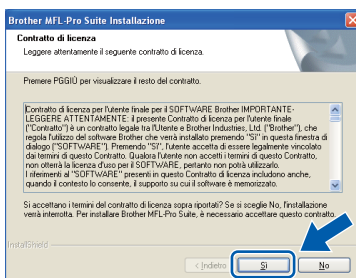 Brother MFL-Pro Suite Installazione
Contratto di licenza
Leggere attentamente il seguente contratto di licenza.
Premere PGGIÙ per visualizzare il resto del contratto.
Contratto di licenza per l'utente finale per il SOFTWARE Brother IMPORTANTE-
LEGGERE ATTENTAMENTE: il presente Contratto di licenza per l'utente finale
("Contratto") è un contratto legale tra l'Utente e Brother Industries, Ltd. ("Brother"), che
regola l'utilizzo del software Brother che verrà installato premendo "Sì" in questa finestra di
dialogo ("SOFTWARE"). Premendo "Sì", l'utente accetta di essere legalmente vincolato
dai termini di questo Contratto. Qualora l'utente non accetti i termini di questo Contratto,
non otterrà la licenza d'uso per il SOFTWARE, pertanto non potrà utilizzarlo.
I riferimenti al "SOFTWARE" presenti in questo Contratto di licenza includono anche,
quando il contesto lo consente, il supporto su cui il software è memorizzato.
Si accettano i termini del contratto di licenza sopra riportati? Se si sceglie No, l'installazione
verrà interrotta. Per installare Brother MFL-Pro Suite, è necessario accettare questo contratto.
InstallShield
< Indietro
Sì
No